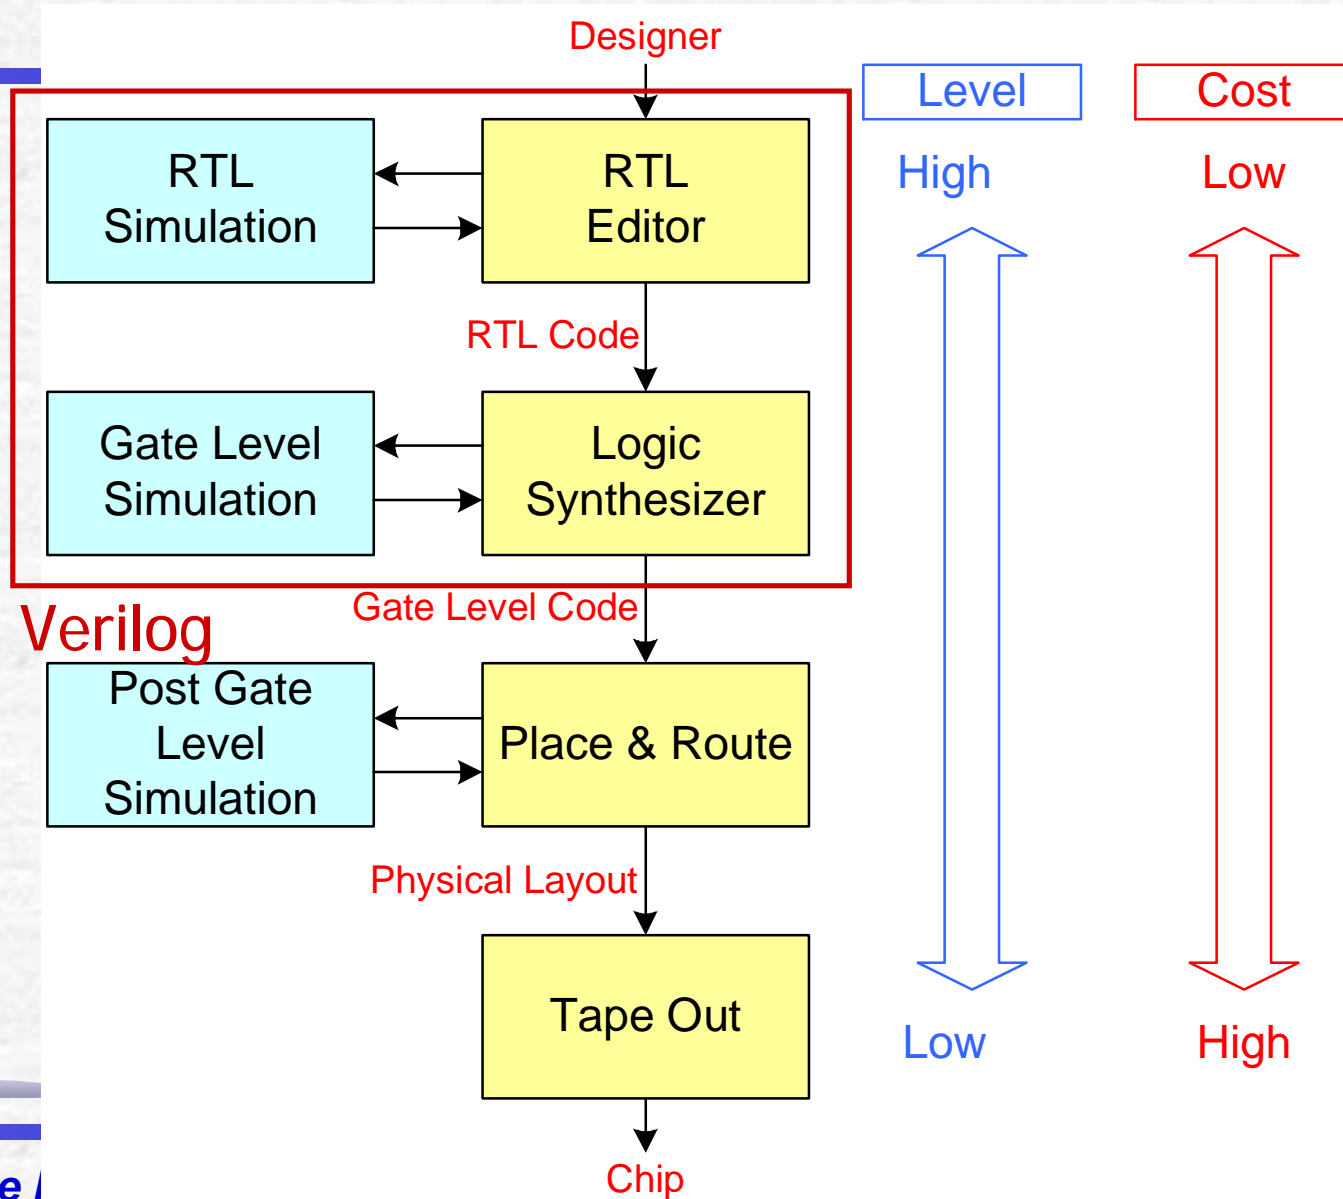 Designer
Level
Cost
RTL
Simulation
RTL
Editor
High
Low
RTL Code
Gate Level
Simulation
Logic
Synthesizer
Gate Level Code
Verilog
Post Gate
Level
Simulation
Place & Route
Physical Layout
Tape Out
Low
High
Chip